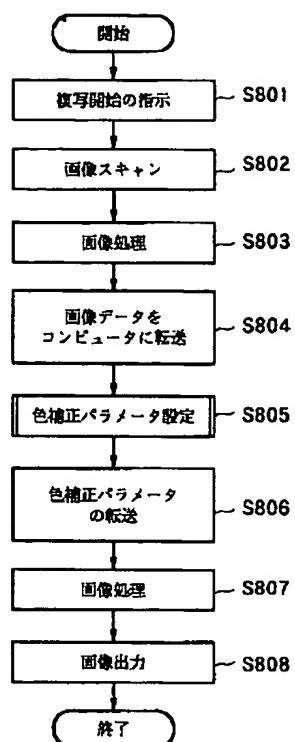 開始
複写開始の指示 S801
画像スキャン S802
画像処理 S803
画像データを
コンピュータに転送 S804
色補正パラメータ設定 S805
色補正パラメータ
の転送 S806
画像処理 S807
画像出力 S808
終了